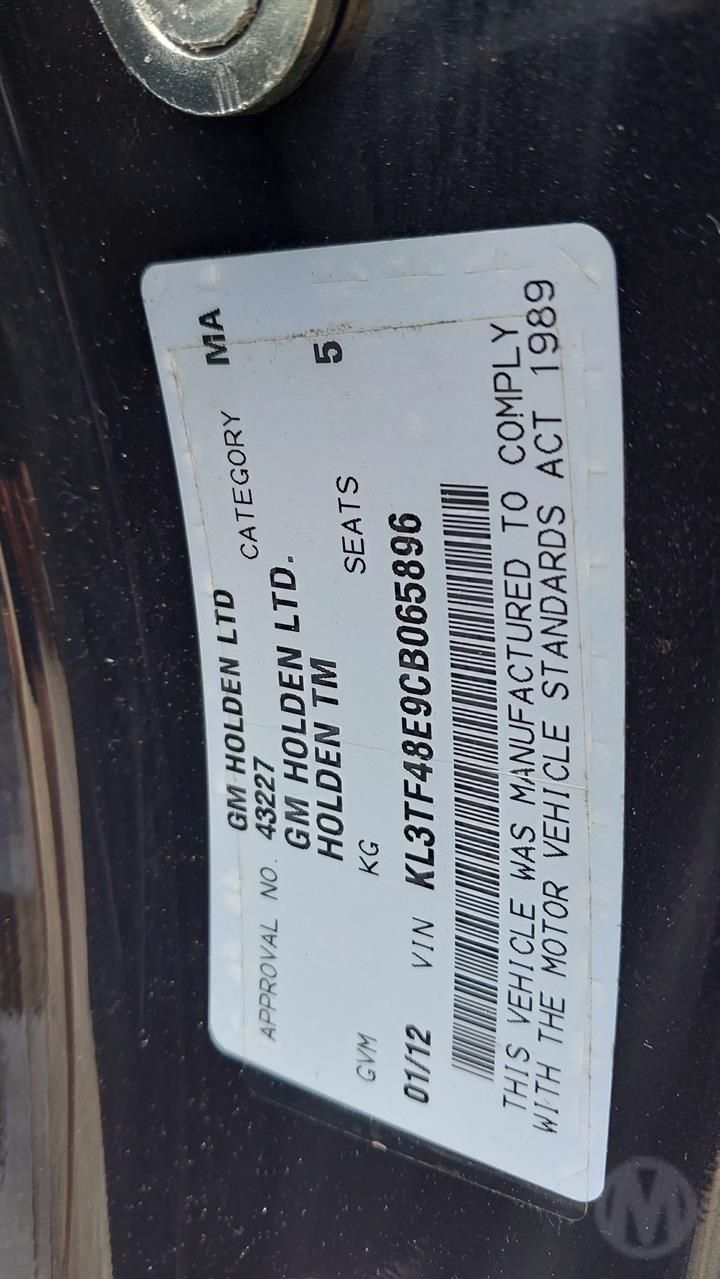 GM HOLDEN LTD
APPROVAL NO. 43227 CATEGORY MA
GM HOLDEN LTD.
HOLDEN TM 5
GVM KG SEATS
01/12 VIN KL3TF48E9CB065896
THIS VEHICLE WAS MANUFACTURED TO COMPLY
WITH THE MOTOR VEHICLE STANDARDS ACT 1989
M